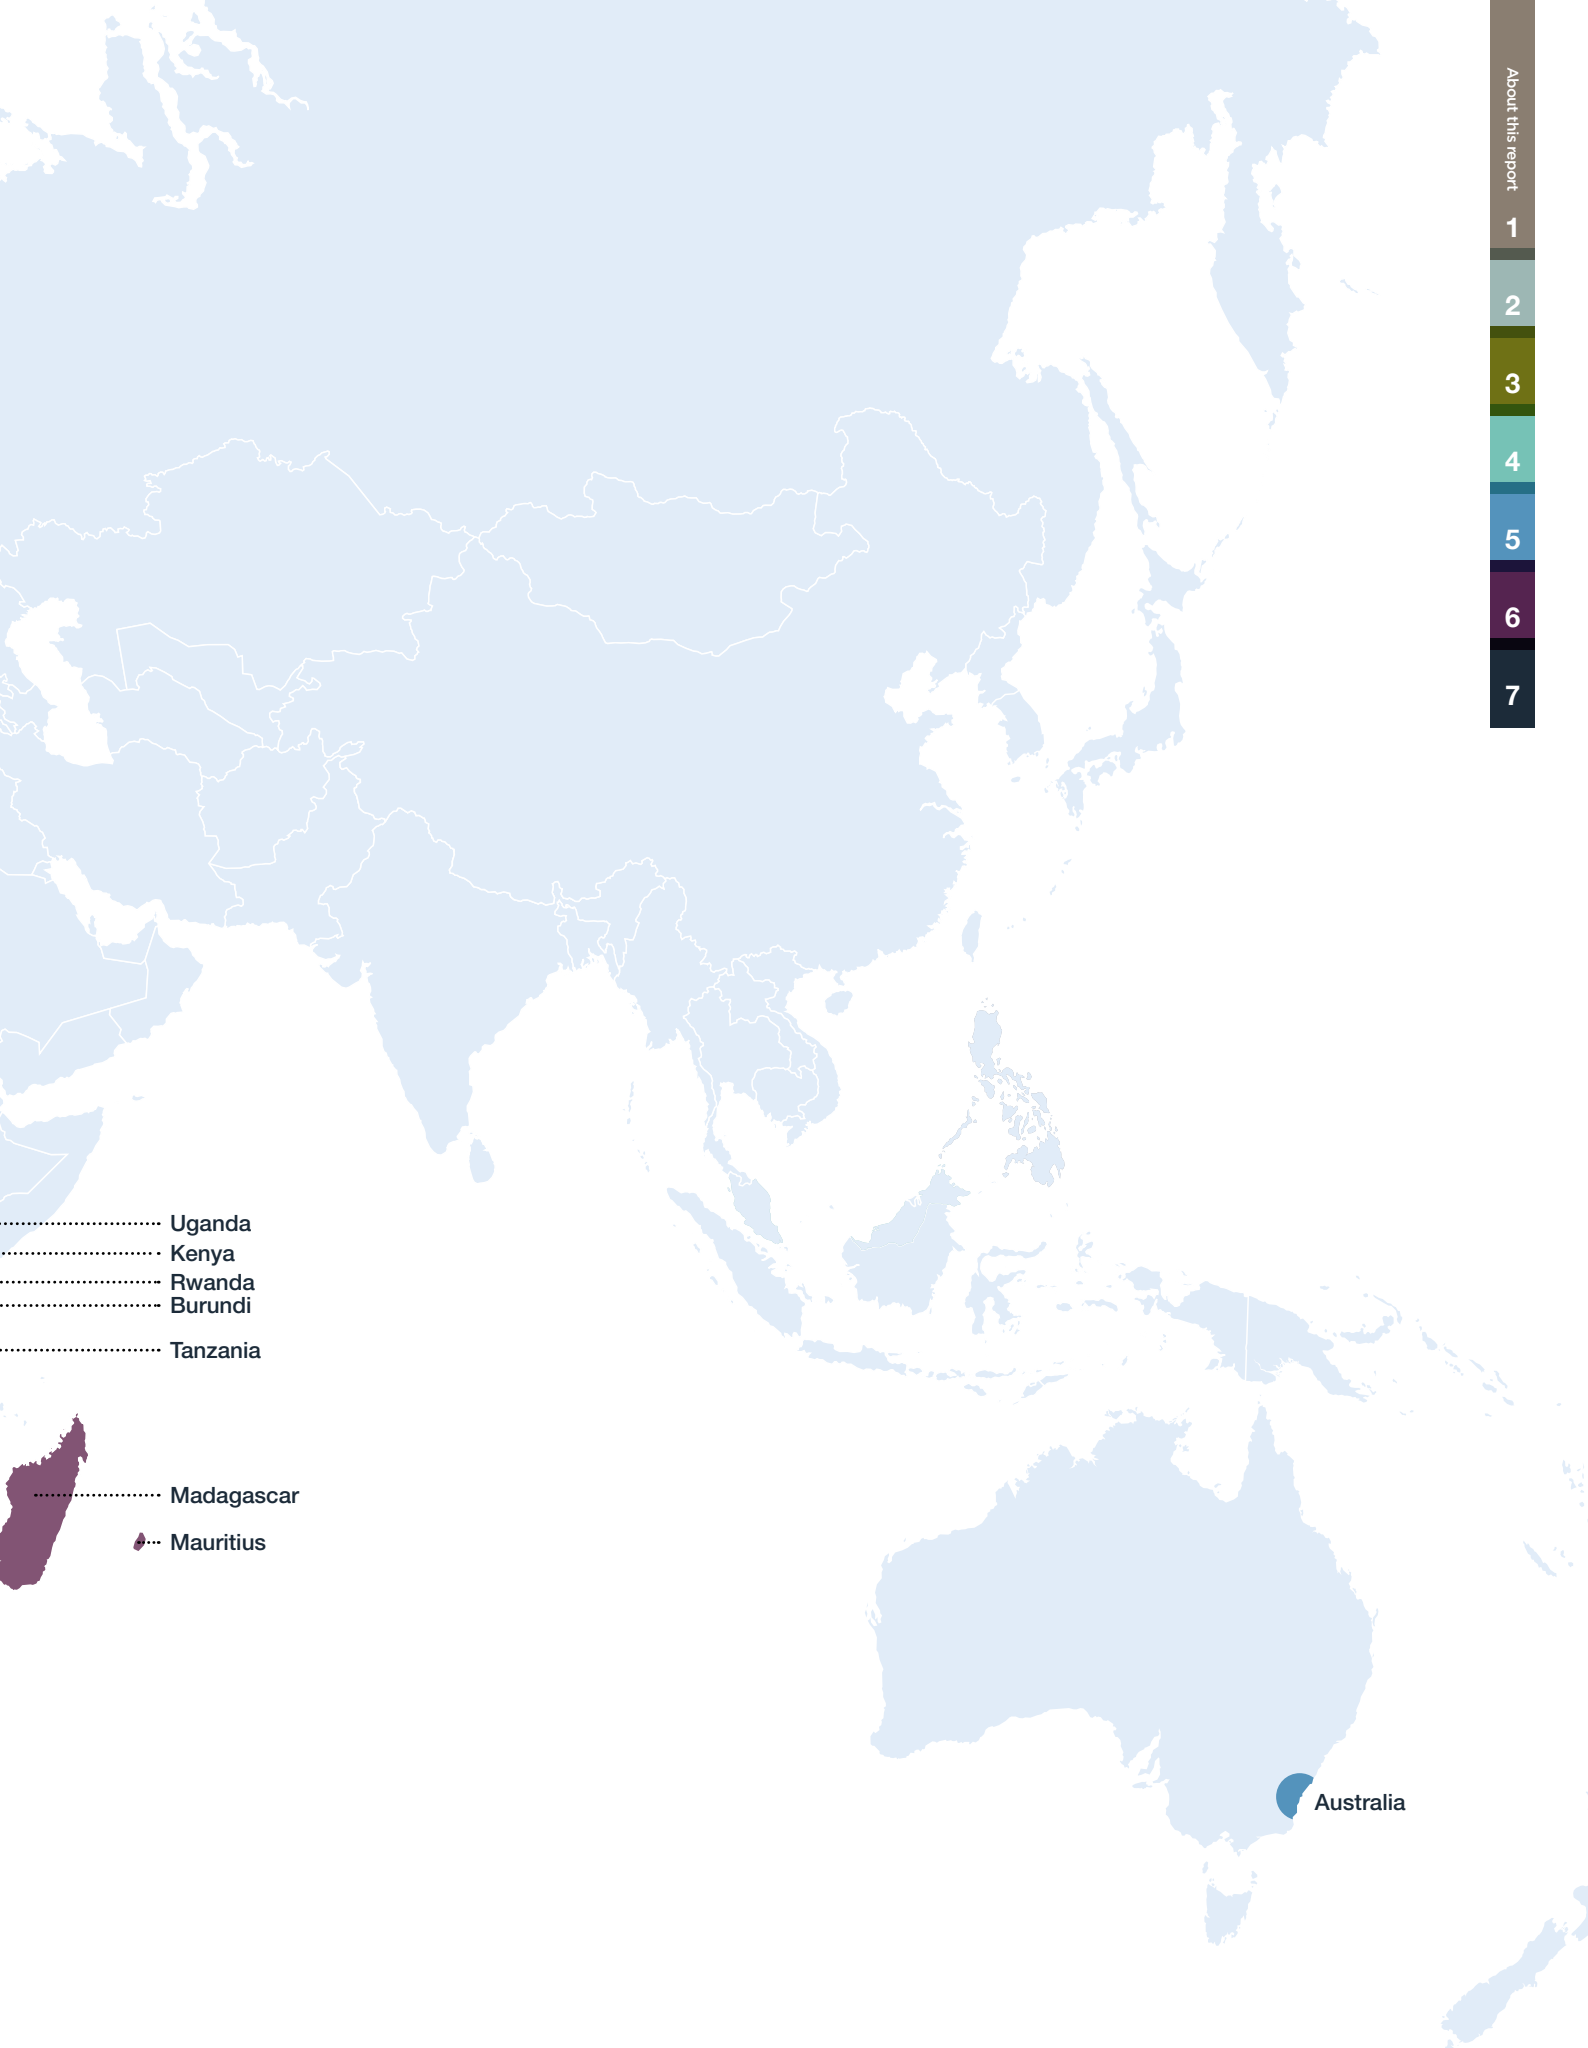 About this report
1
2
3
4
5
6
7
Uganda
Kenya
Rwanda
Burundi
Tanzania
Madagascar
Mauritius
Australia